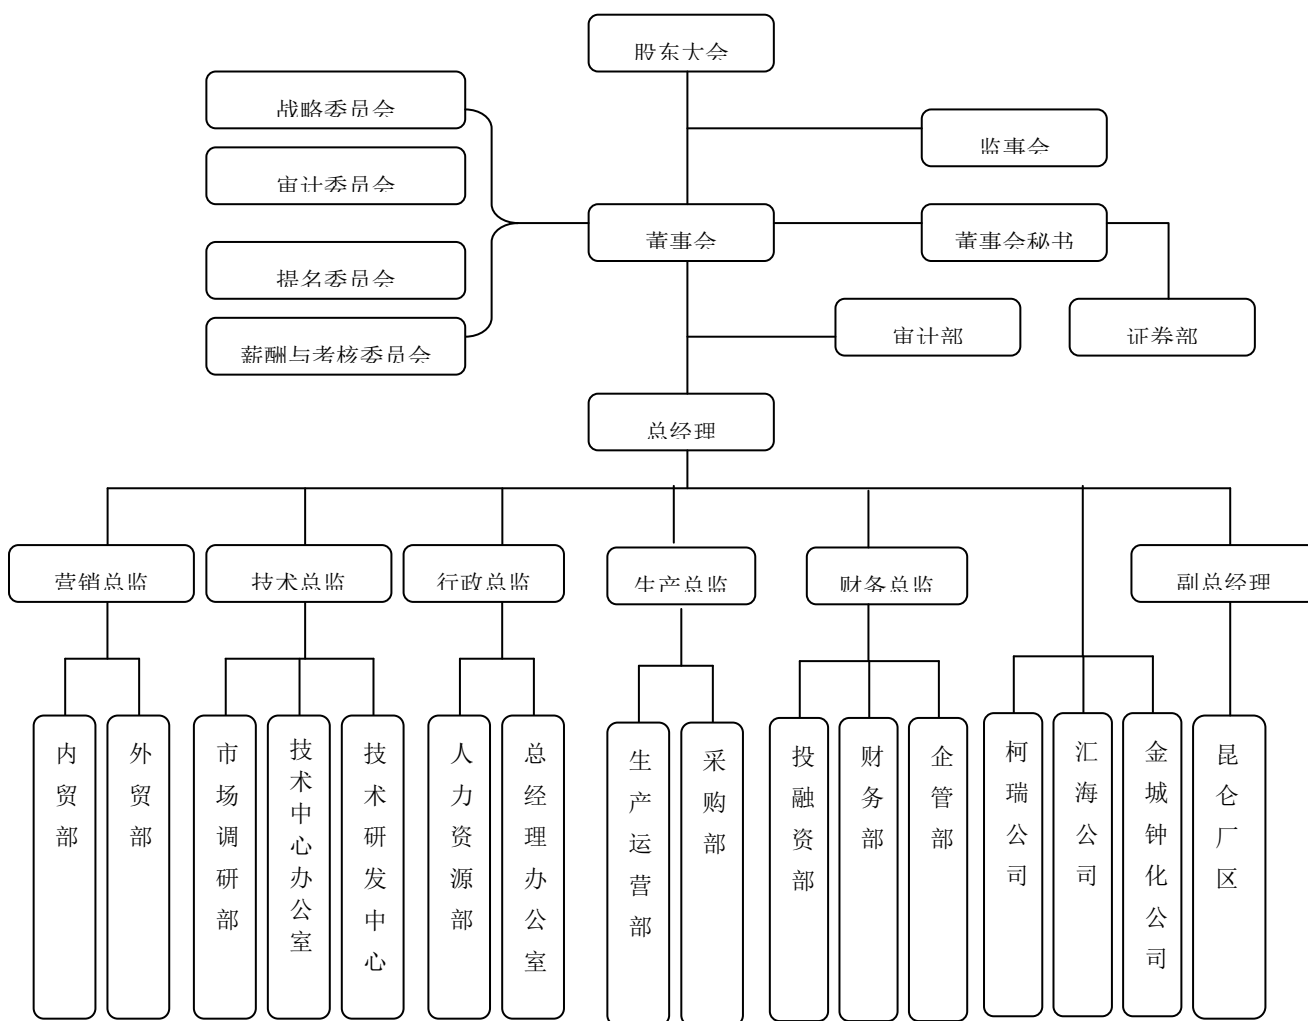 股东大会
战略委员会
监事会
审计委员会
董事会
董事会秘书
提名委员会
审计部
证券部
薪酬与考核委员会
总经理
营销总监
技术总监
行政总监
生产总监
财务总监
副总经理
内贸部
外贸部
市场调研部
技术中心办公室
技术研发中心
人力资源部
总经理办公室
生产运营部
采购部
投融资部
财务部
企管部
柯瑞公司
汇海公司
金城钟化公司
昆仑厂区